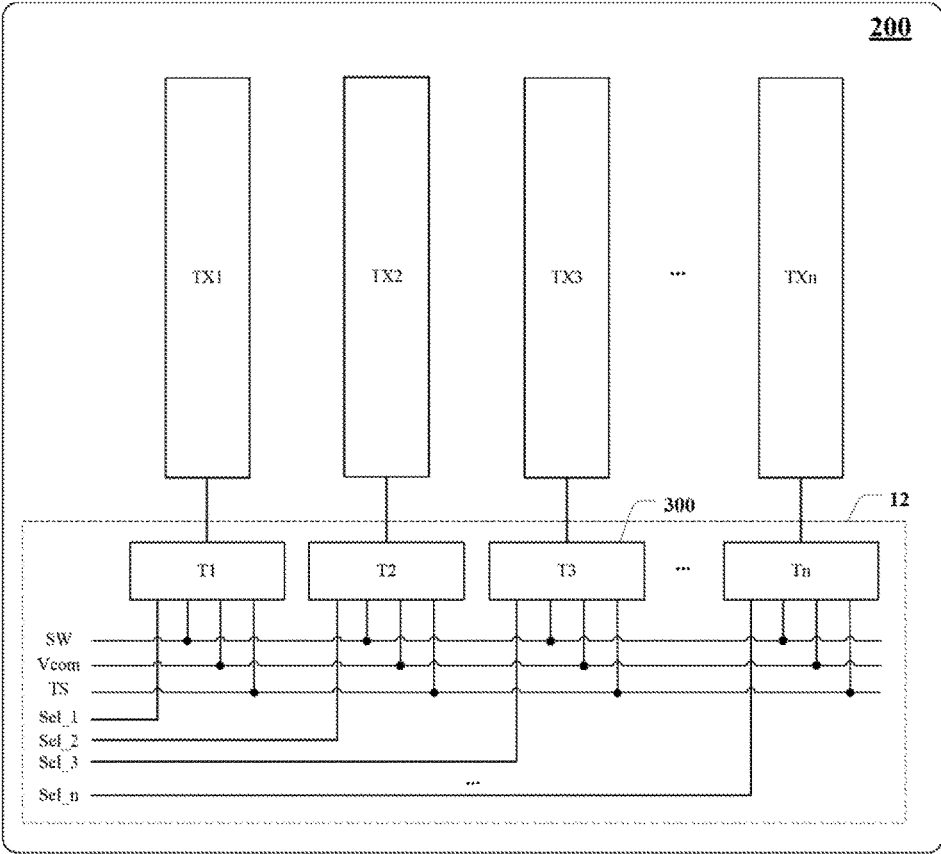 200
TX1 TX2 TX3 ... TXn
300 12
T1 T2 T3 ... Tn
SW
Vcom
TS
Sel_1
Sel_2
Sel_3
...
Sel_n